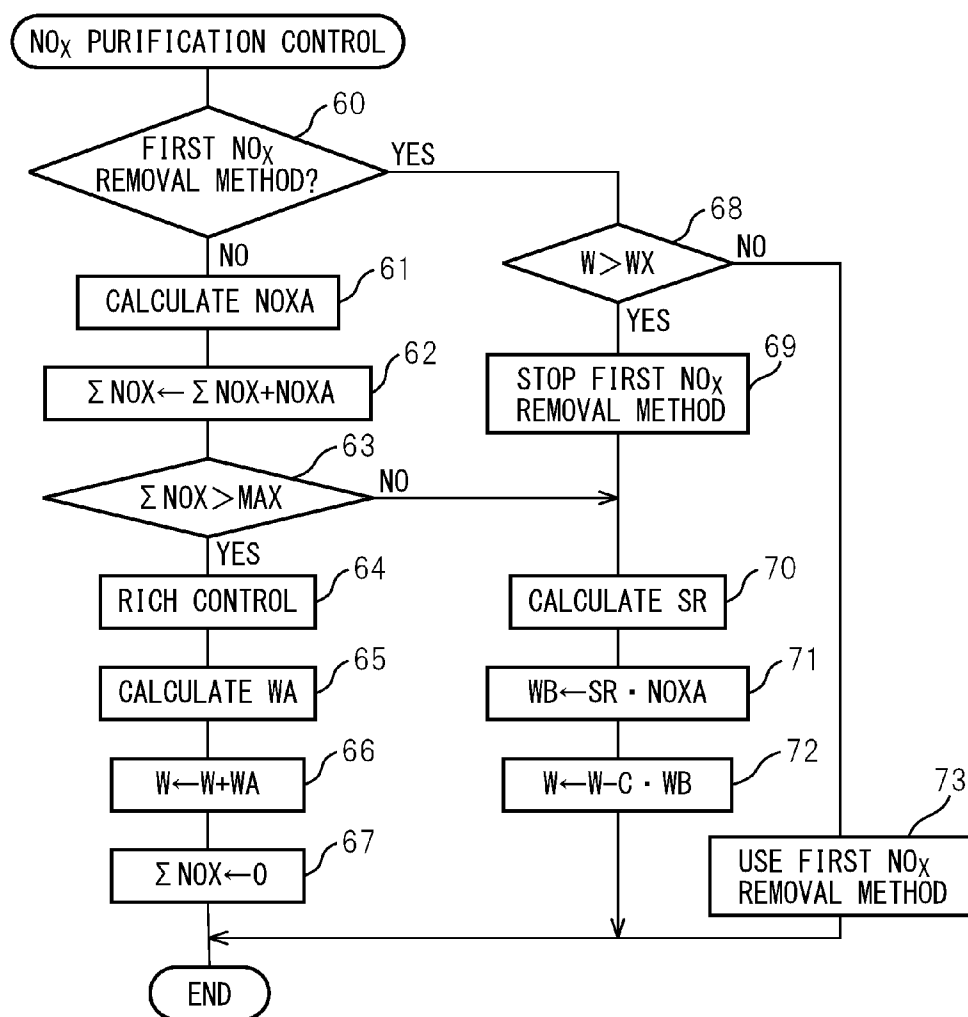 NOX PURIFICATION CONTROL
60
FIRST NOX
REMOVAL METHOD?
YES
NO
61
CALCULATE NOXA
62
ΣNOX←ΣNOX+NOXA
63
ΣNOX>MAX
NO
YES
64
RICH CONTROL
65
CALCULATE WA
66
W←W+WA
67
ΣNOX←0
68
W>WX
NO
YES
69
STOP FIRST NOX
REMOVAL METHOD
70
CALCULATE SR
71
WB←SR・NOXA
72
W←W-C・WB
73
USE FIRST NOX
REMOVAL METHOD
END